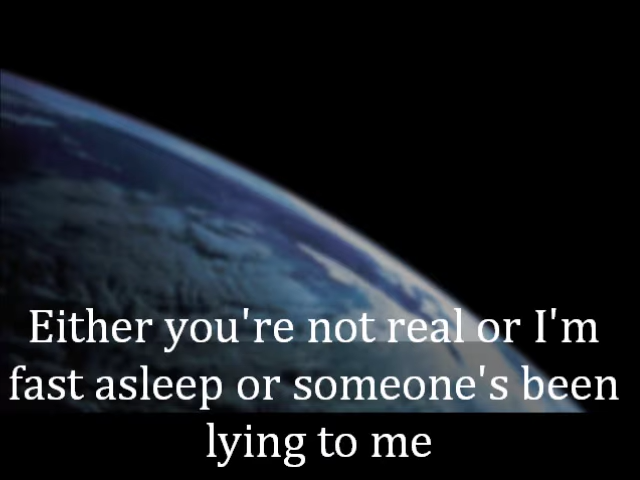 Either you're not real or I'm
fast asleep or someone's been
lying to me